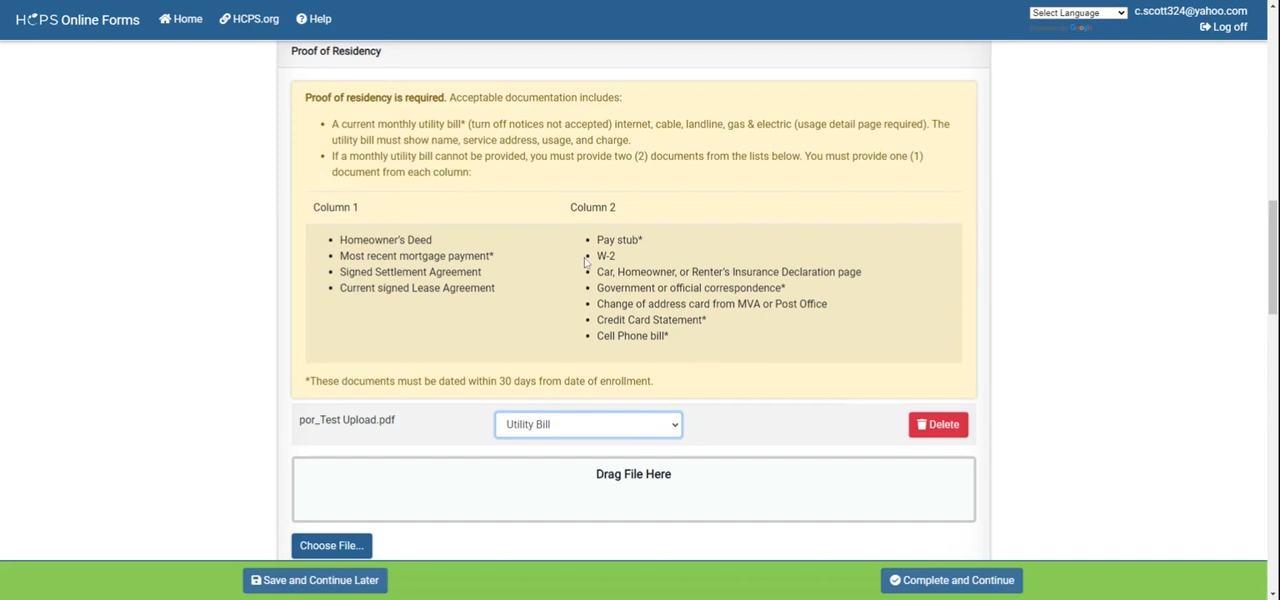 HCPS Online Forms
Home
HCPS.org
Help
Select Language
c.scott324@yahoo.com
Google
Log off
Proof of Residency
Proof of residency is required. Acceptable documentation includes:
A current monthly utility bill* (turn off notices not accepted) internet, cable, landline, gas & electric (usage detail page required). The
utility bill must show name, service address, usage, and charge.
If a monthly utility bill cannot be provided, you must provide two (2) documents from the lists below. You must provide one (1)
document from each column:
Column 1
Column 2
Homeowner's Deed
Most recent mortgage payment*
Signed Settlement Agreement
Current signed Lease Agreement
Pay stub*
W-2
Car, Homeowner, or Renter's Insurance Declaration page
Government or official correspondence*
Change of address card from MVA or Post Office
Credit Card Statement*
Cell Phone bill*
*These documents must be dated within 30 days from date of enrollment.
por_Test Upload.pdf
Utility Bill
Delete
Drag File Here
Choose File...
Save and Continue Later
Complete and Continue